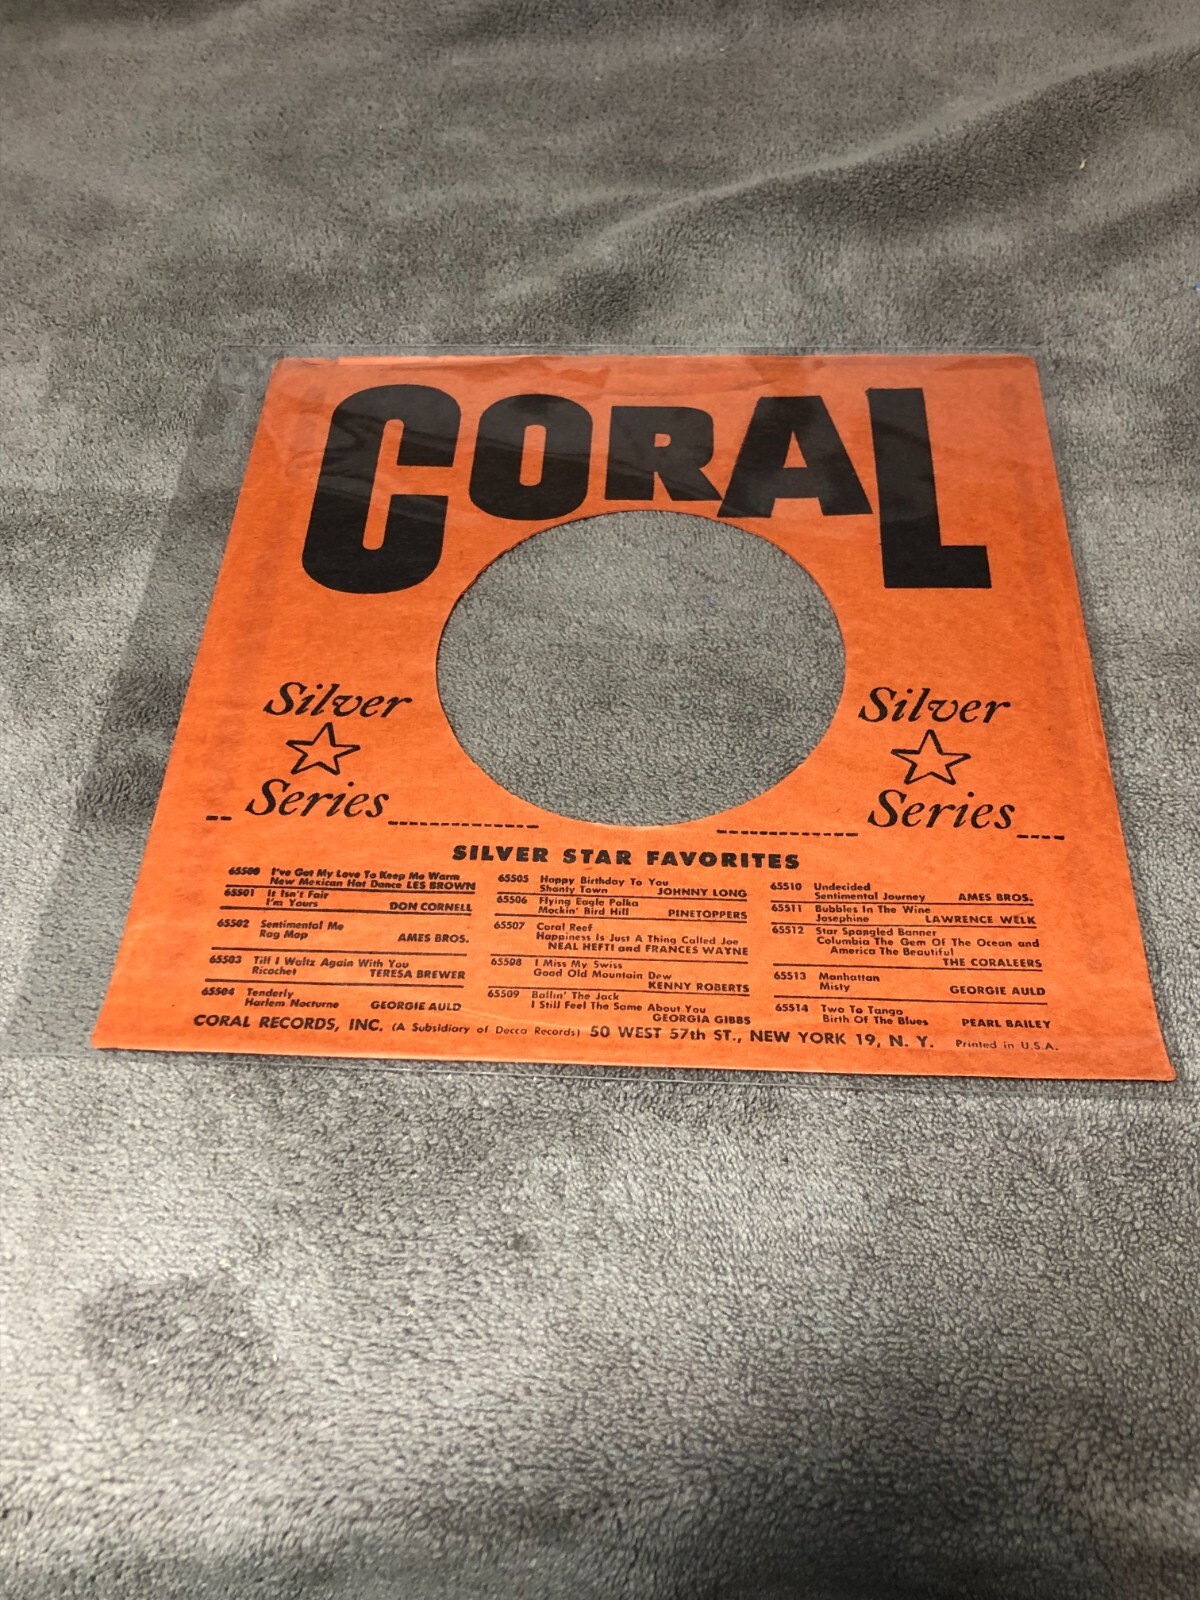 CORAL
Silver
Series
Silver
Series
SILVER STAR FAVORITES
65500 I've Got My Love To Keep Me Warm
New Mexican Hat Dance LES BROWN
65501 It Isn't Fair
I'm Yours DON CORNELL
65502 Sentimental Me
Rag Mop AMES BROS.
65503 Till I Waltz Again With You
Ricochet TERESA BREWER
65504 Tenderly
Harlem Nocturne GEORGIE AULD
65505 Happy Birthday To You
Shanty Town JOHNNY LONG
65506 Flying Eagle Polka
Mockin' Bird Hill PINETOPPERS
65507 Coral Reef
Happiness Is Just A Thing Called Joe
NEAL HEFTI and FRANCES WAYNE
65508 I Miss My Swiss
Good Old Mountain Dew
KENNY ROBERTS
65509 Ballin' The Jack
I Still Feel The Same About You
GEORGIA GIBBS
65510 Undecided
Sentimental Journey AMES BROS.
65511 Bubbles In The Wine
Josephine LAWRENCE WELK
65512 Star Spangled Banner
Columbia The Gem Of The Ocean and
America The Beautiful
THE CORALEERS
65513 Manhattan
Misty GEORGIE AULD
65514 Two To Tango
Birth Of The Blues PEARL BAILEY
CORAL RECORDS, INC. (A Subsidiary of Decca Records) 50 WEST 57th ST., NEW YORK 19, N. Y. Printed in U.S.A.